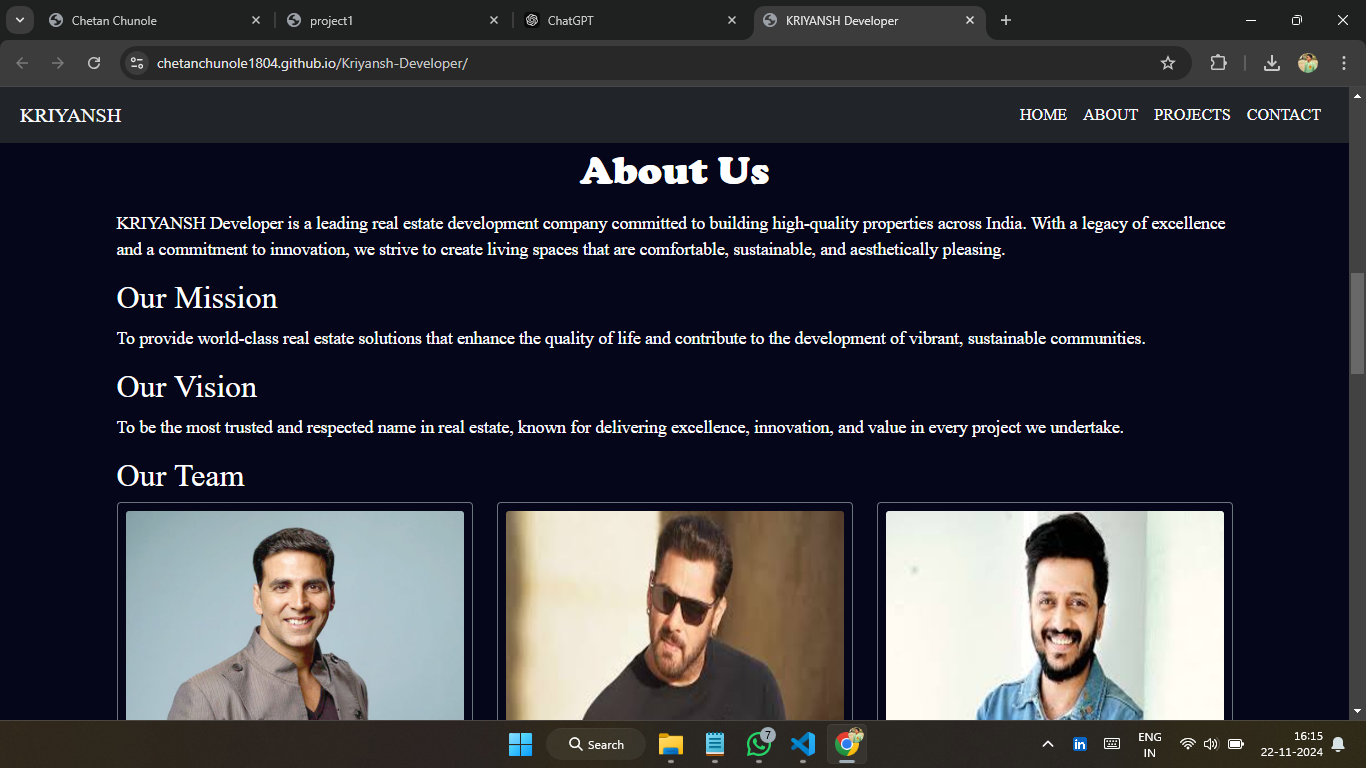 Chetan Chunole
project1
ChatGPT
KRIYANSH Developer
chetanchunole1804.github.io/Kriyansh-Developer/
KRIYANSH
HOME ABOUT PROJECTS CONTACT
About Us
KRIYANSH Developer is a leading real estate development company committed to building high-quality properties across India. With a legacy of excellence
and a commitment to innovation, we strive to create living spaces that are comfortable, sustainable, and aesthetically pleasing.
Our Mission
To provide world-class real estate solutions that enhance the quality of life and contribute to the development of vibrant, sustainable communities.
Our Vision
To be the most trusted and respected name in real estate, known for delivering excellence, innovation, and value in every project we undertake.
Our Team
Search
7
in
ENG
IN
16:15
22-11-2024